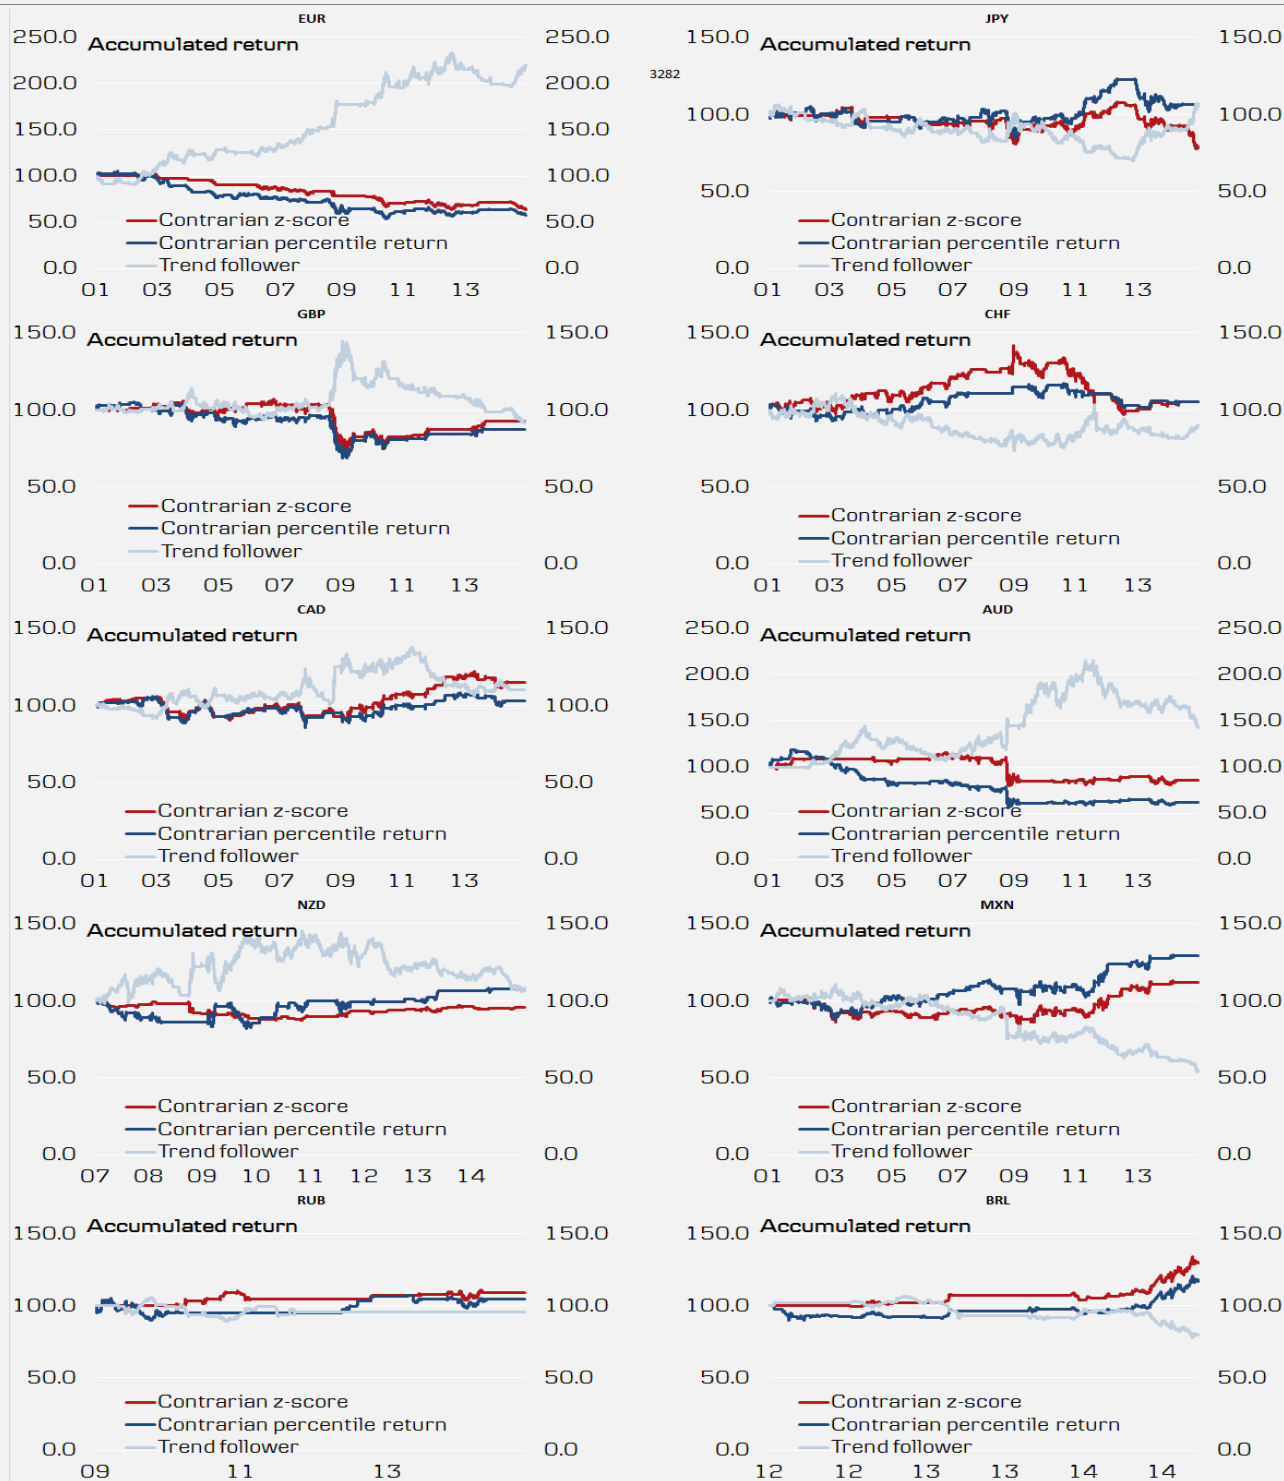 EUR
250.0 Accumulated return 250.0
200.0 200.0
150.0 150.0
100.0 100.0
50.0 50.0
Contrarian z-score
Contrarian percentile return
Trend follower
0.0 0.0
01 03 05 07 09 11 13
JPY
150.0 Accumulated return 150.0
3282
100.0 100.0
50.0 50.0
Contrarian z-score
Contrarian percentile return
Trend follower
0.0 0.0
01 03 05 07 09 11 13
GBP
150.0 Accumulated return 150.0
100.0 100.0
50.0 50.0
Contrarian z-score
Contrarian percentile return
Trend follower
0.0 0.0
01 03 05 07 09 11 13
CHF
150.0 Accumulated return 150.0
100.0 100.0
50.0 50.0
Contrarian z-score
Contrarian percentile return
Trend follower
0.0 0.0
01 03 05 07 09 11 13
CAD
150.0 Accumulated return 150.0
100.0 100.0
50.0 50.0
Contrarian z-score
Contrarian percentile return
Trend follower
0.0 0.0
01 03 05 07 09 11 13
AUD
250.0 Accumulated return 250.0
200.0 200.0
150.0 150.0
100.0 100.0
50.0 50.0
Contrarian z-score
Contrarian percentile return
Trend follower
0.0 0.0
01 03 05 07 09 11 13
NZD
150.0 Accumulated return 150.0
100.0 100.0
50.0 50.0
Contrarian z-score
Contrarian percentile return
Trend follower
0.0 0.0
07 08 09 10 11 12 13 14
MXN
150.0 Accumulated return 150.0
100.0 100.0
50.0 50.0
Contrarian z-score
Contrarian percentile return
Trend follower
0.0 0.0
01 03 05 07 09 11 13
RUB
150.0 Accumulated return 150.0
100.0 100.0
50.0 50.0
Contrarian z-score
Contrarian percentile return
Trend follower
0.0 0.0
09 11 13
BRL
150.0 Accumulated return 150.0
100.0 100.0
50.0 50.0
Contrarian z-score
Contrarian percentile return
Trend follower
0.0 0.0
12 12 13 13 14 14